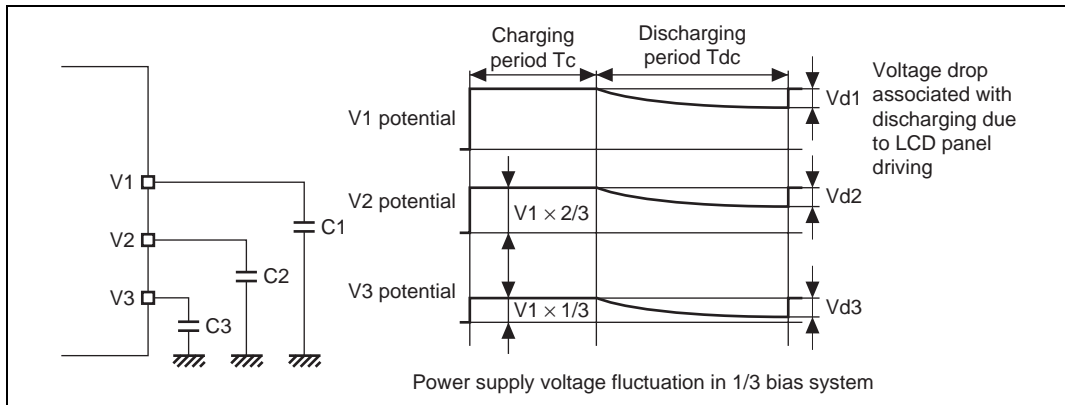 Charging
period Tc
Discharging
period Tdc
V1 potential
Vd1
Voltage drop
associated with
discharging due
to LCD panel
driving
V1
C1
V2 potential
V1 × 2/3
Vd2
V2
C2
V3
C3
V3 potential
V1 × 1/3
Vd3
Power supply voltage fluctuation in 1/3 bias system